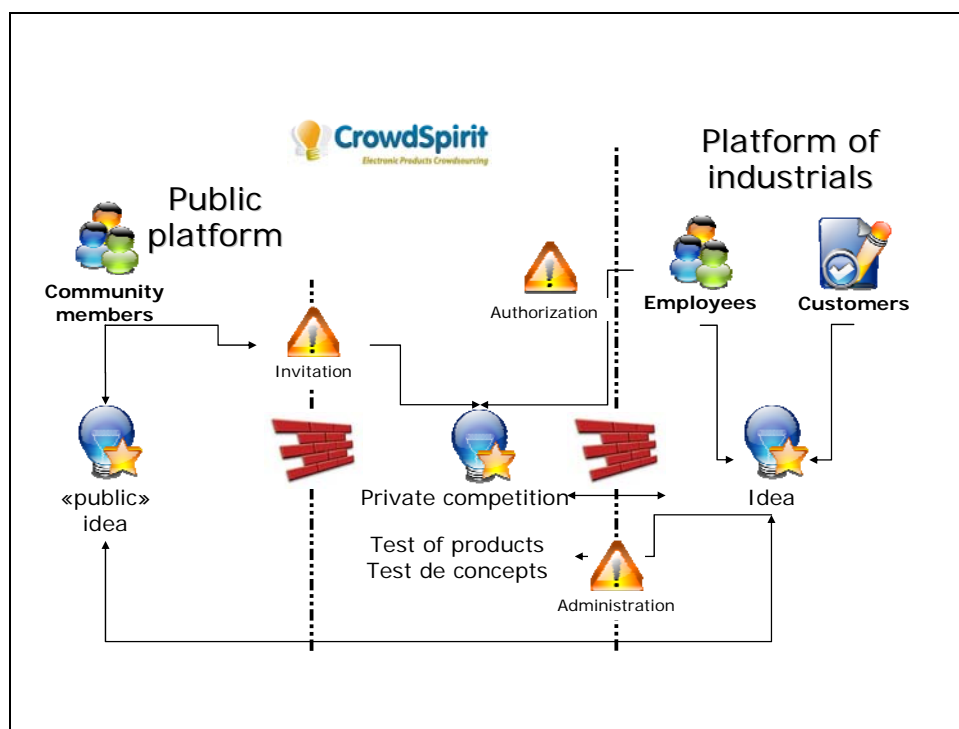 CrowdSpirit
Electronic Products Crowdsourcing
Platform of
industrials
Public
platform
Community
members
Authorization
Employees
Customers
Invitation
«public»
idea
Private competition
Idea
Test of products
Test de concepts
Administration